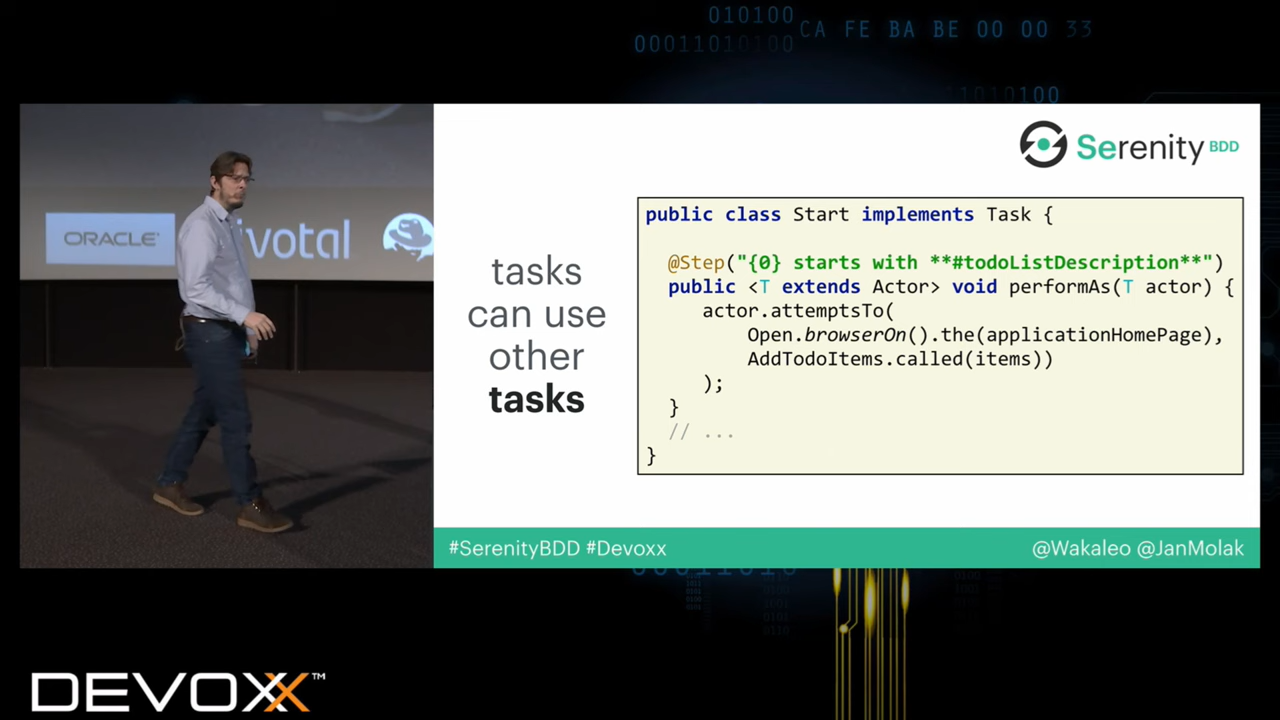 010100
00011010100
CA FE BA BE 00 00 33
1010100
Serenity BDD
ORACLE
ivotal
tasks
can use
other
tasks
public class Start implements Task {
@Step("{0} starts with **#todoListDescription**")
public <T extends Actor> void performAs(T actor) {
actor.attemptsTo(
Open.browserOn().the(applicationHomePage),
AddTodoItems.called(items))
);
}
// ...
}
#SerenityBDD #Devoxx
@Wakaleo @JanMolak
DEVOXX™